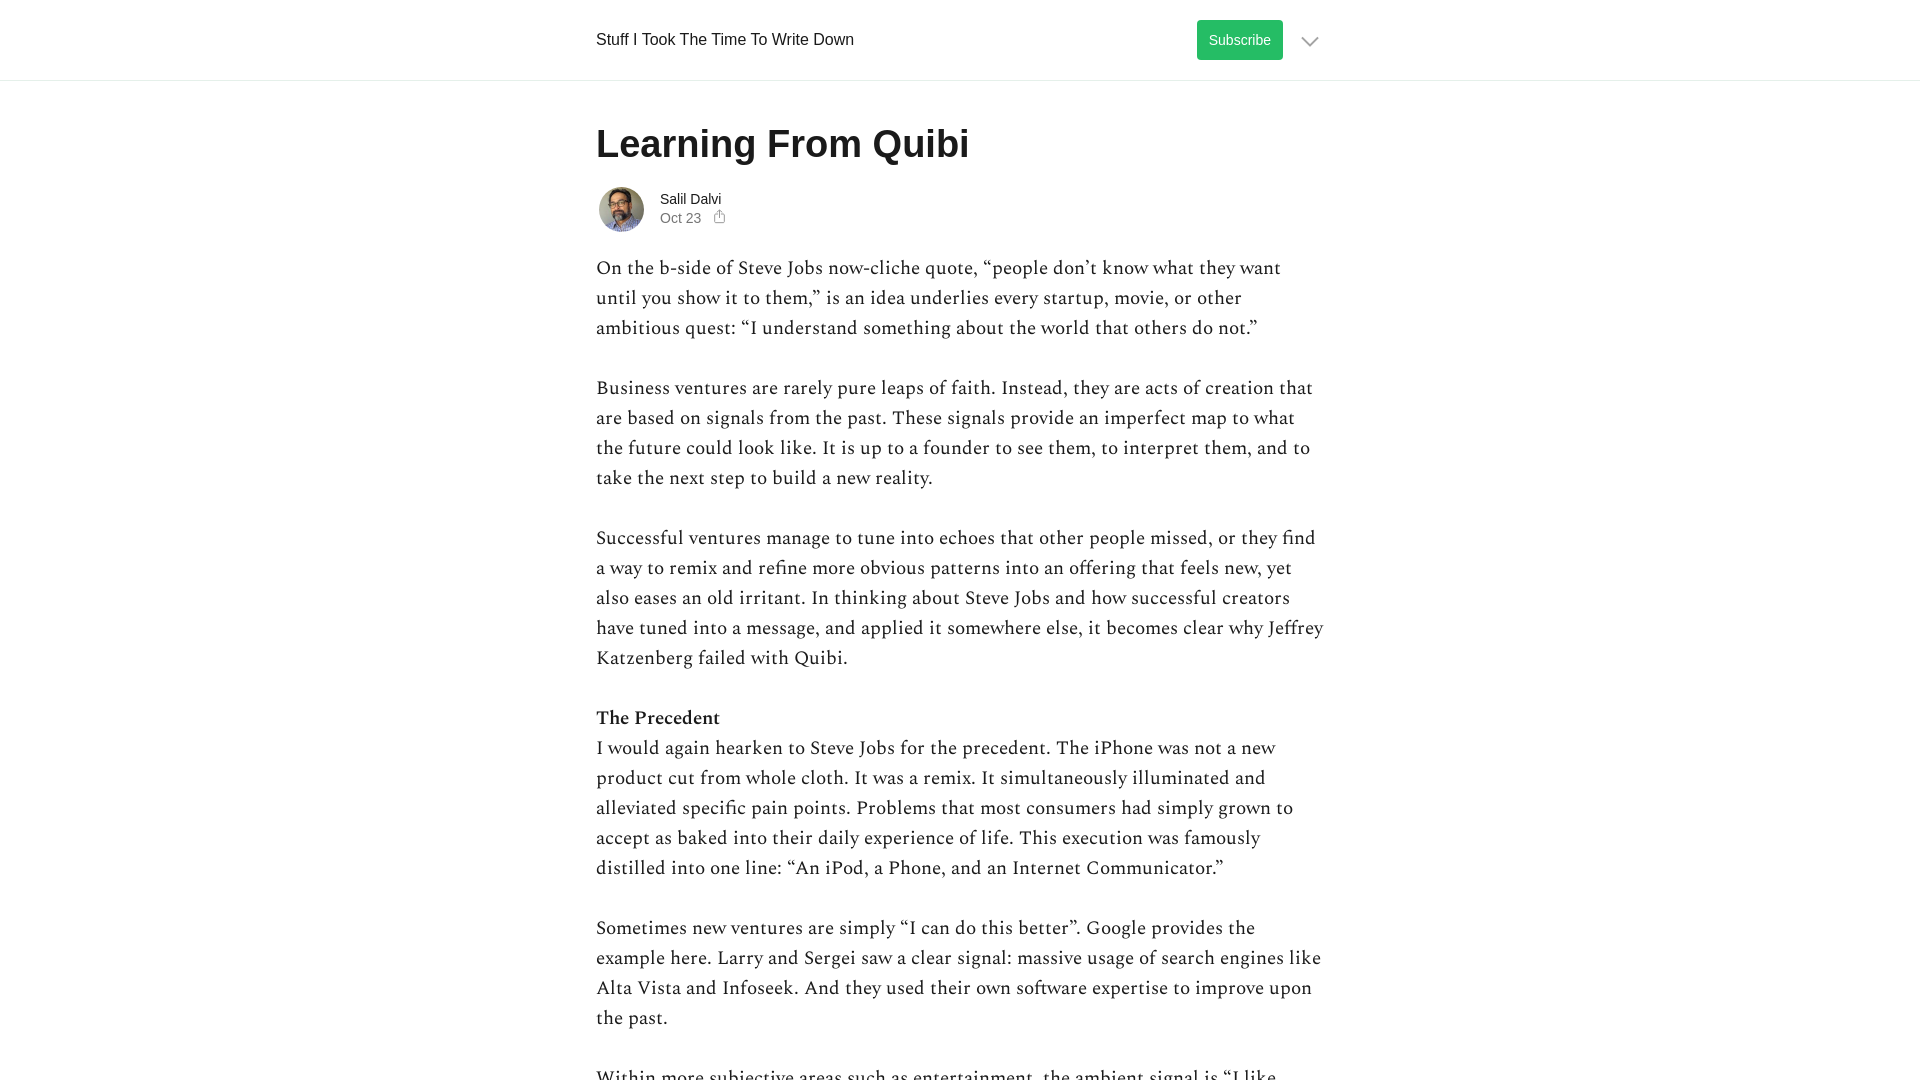 Stuff I Took The Time To Write Down
Subscribe
Learning From Quibi
Salil Dalvi
Oct 23
On the b-side of Steve Jobs now-cliche quote, “people don’t know what they want
until you show it to them,” is an idea underlies every startup, movie, or other
ambitious quest: “I understand something about the world that others do not.”
Business ventures are rarely pure leaps of faith. Instead, they are acts of creation that
are based on signals from the past. These signals provide an imperfect map to what
the future could look like. It is up to a founder to see them, to interpret them, and to
take the next step to build a new reality.
Successful ventures manage to tune into echoes that other people missed, or they find
a way to remix and refine more obvious patterns into an offering that feels new, yet
also eases an old irritant. In thinking about Steve Jobs and how successful creators
have tuned into a message, and applied it somewhere else, it becomes clear why Jeffrey
Katzenberg failed with Quibi.
The Precedent
I would again hearken to Steve Jobs for the precedent. The iPhone was not a new
product cut from whole cloth. It was a remix. It simultaneously illuminated and
alleviated specific pain points. Problems that most consumers had simply grown to
accept as baked into their daily experience of life. This execution was famously
distilled into one line: “An iPod, a Phone, and an Internet Communicator.”
Sometimes new ventures are simply “I can do this better”. Google provides the
example here. Larry and Sergei saw a clear signal: massive usage of search engines like
Alta Vista and Infoseek. And they used their own software expertise to improve upon
the past.
Within more subjective areas such as entertainment, the ambient signal is “I like